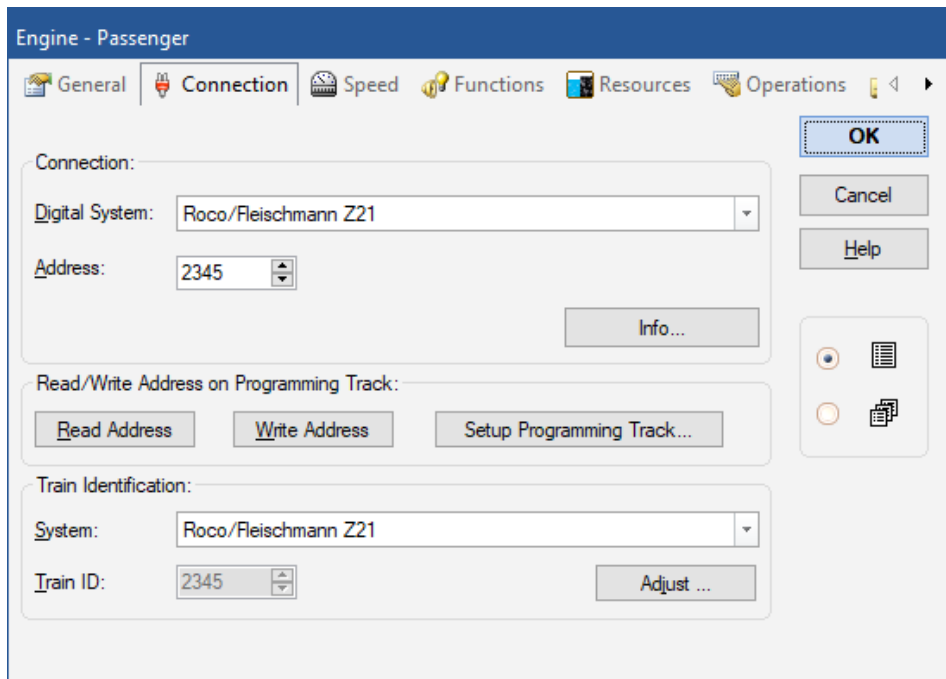 Engine - Passenger
General Connection Speed Functions Resources Operations
OK
Connection:
Cancel
Digital System: Roco/Fleischmann Z21
Help
Address: 2345
Info...
Read/Write Address on Programming Track:
Read Address Write Address Setup Programming Track...
Train Identification:
System: Roco/Fleischmann Z21
Train ID: 2345 Adjust ...